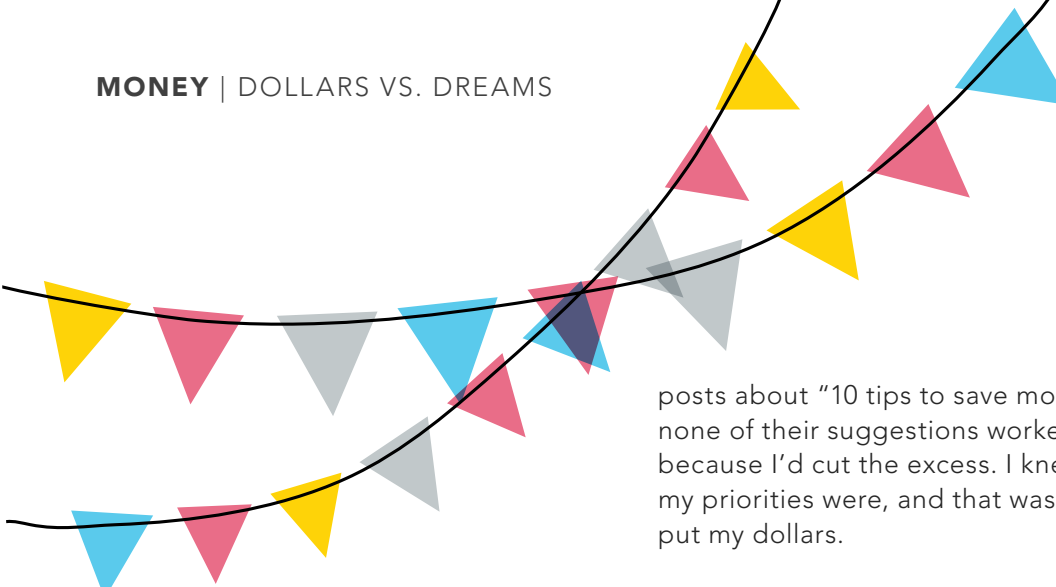 MONEY | DOLLARS VS. DREAMS
posts about “10 tips to save
none of their suggestions
because I’d cut the excess. I
my priorities were, and that was
put my dollars.